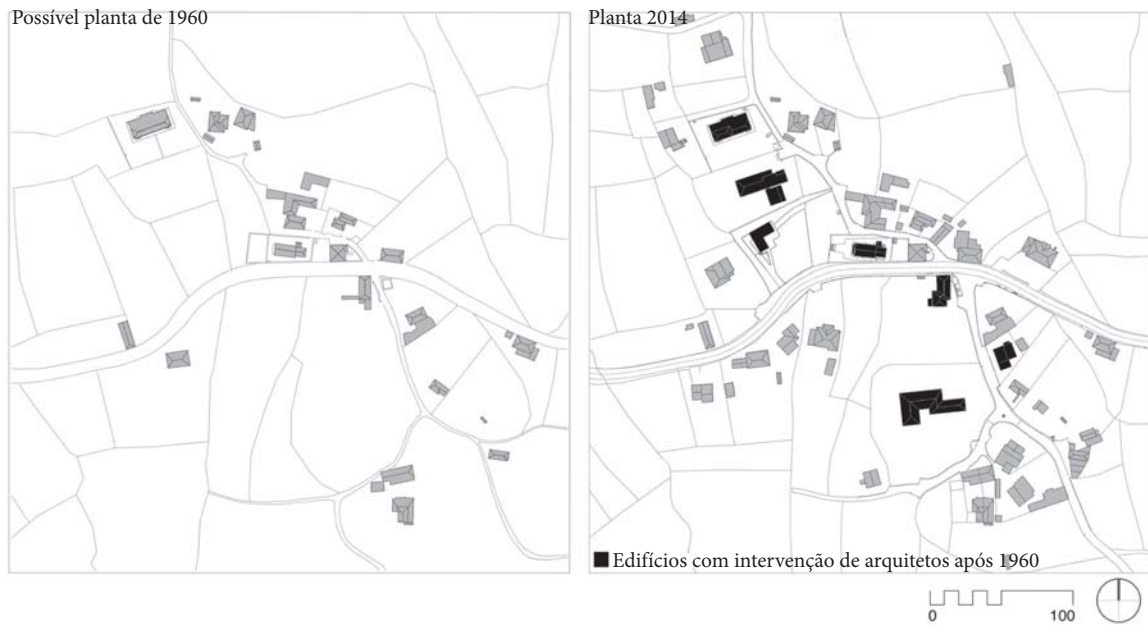 Possível planta de 1960
Planta 2014
Edifícios com intervenção de arquitetos após 1960
0 100